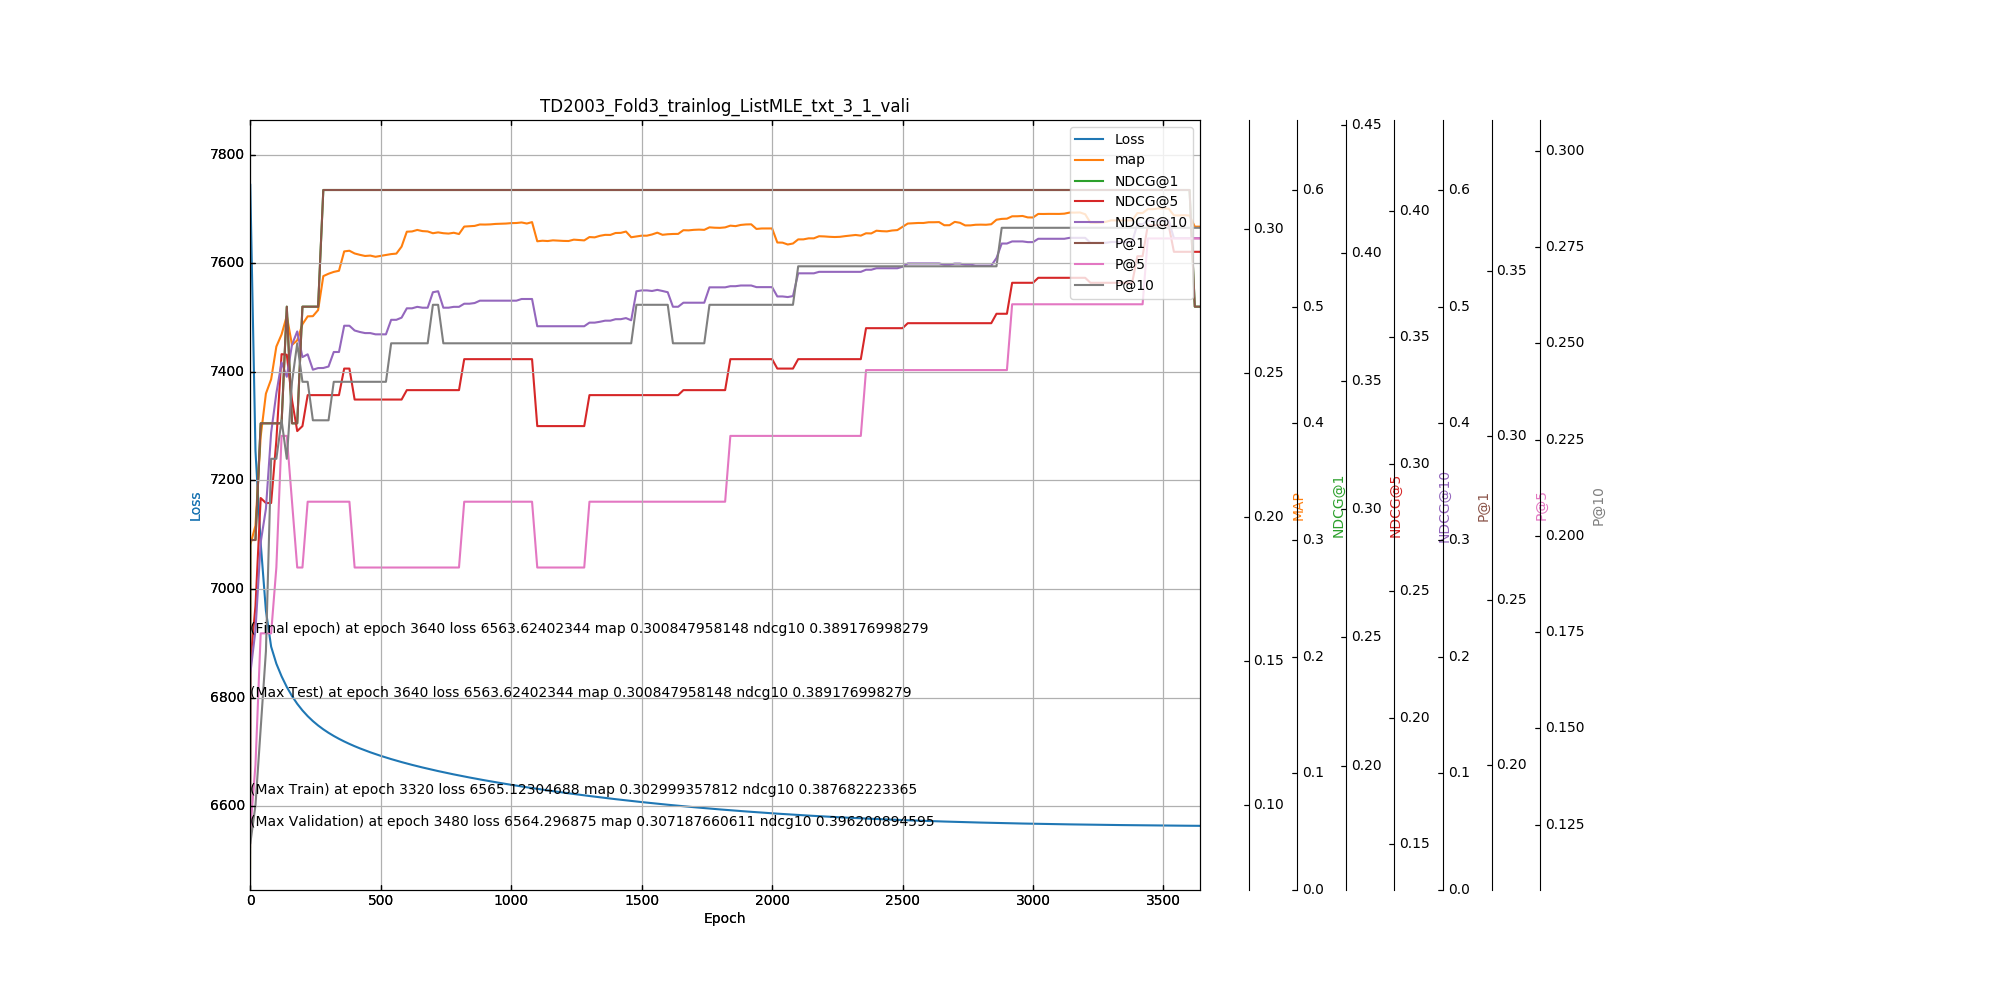 TD2003_Fold3_trainlog_ListMLE_txt_3_1_vali
Loss
map
NDCG@1
NDCG@5
NDCG@10
P@1
P@5
P@10
7800
7600
7400
7200
7000
6800
6600
Loss
(Final epoch) at epoch 3640 loss 6563.62402344 map 0.300847958148 ndcg10 0.389176998279
(Max Test) at epoch 3640 loss 6563.62402344 map 0.300847958148 ndcg10 0.389176998279
(Max Train) at epoch 3320 loss 6565.12304688 map 0.302999357812 ndcg10 0.387682223365
(Max Validation) at epoch 3480 loss 6564.296875 map 0.307187660611 ndcg10 0.396200894595
0 500 1000 1500 2000 2500 3000 3500
Epoch
0.30
0.25
0.20
0.15
0.10
MAP
0.6
0.5
0.4
0.3
0.2
0.1
0.0
NDCG@1
0.45
0.40
0.35
0.30
0.25
0.20
NDCG@5
0.40
0.35
0.30
0.25
0.20
0.15
NDCG@10
0.6
0.5
0.4
0.3
0.2
0.1
0.0
P@1
0.35
0.30
0.25
0.20
P@5
0.300
0.275
0.250
0.225
0.200
0.175
0.150
0.125
P@10